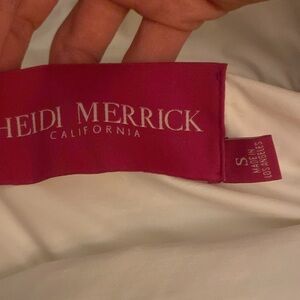 HEIDI MERRICK
CALIFORNIA
S
MADE IN
LOS ANGELES